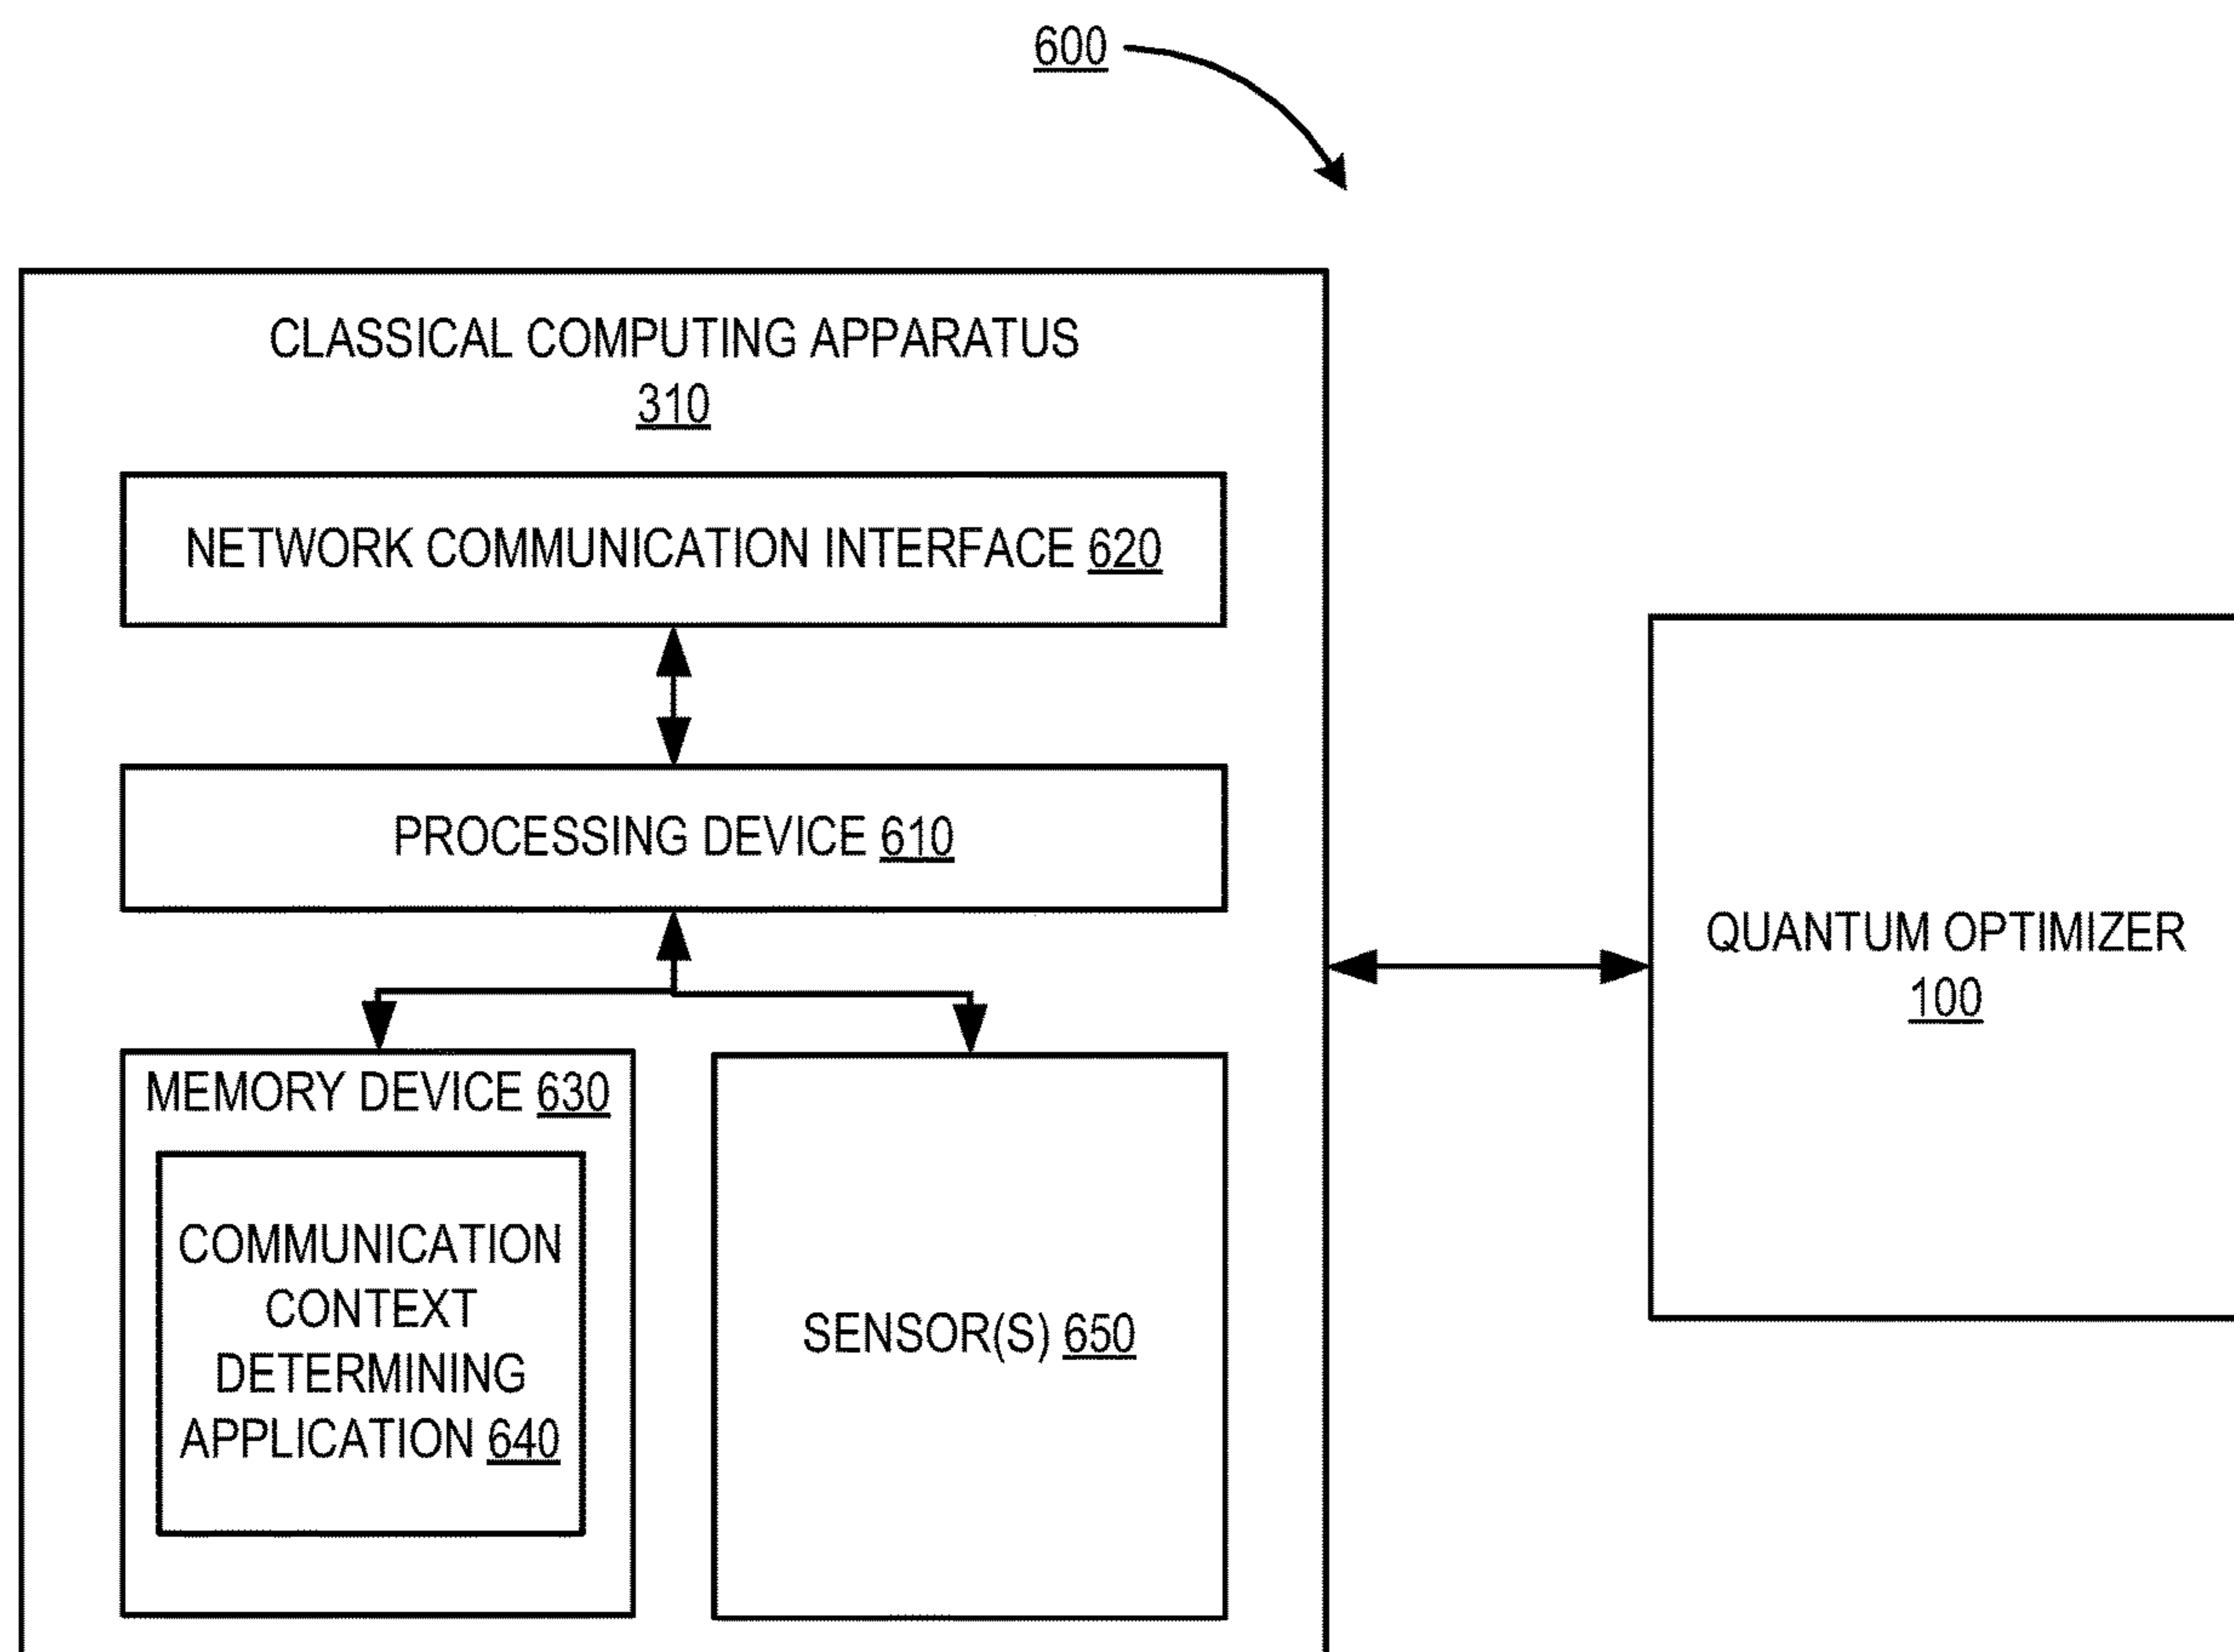 600
CLASSICAL COMPUTING APPARATUS
310
NETWORK COMMUNICATION INTERFACE 620
PROCESSING DEVICE 610
MEMORY DEVICE 630
COMMUNICATION
CONTEXT
DETERMINING
APPLICATION 640
SENSOR(S) 650
QUANTUM OPTIMIZER
100